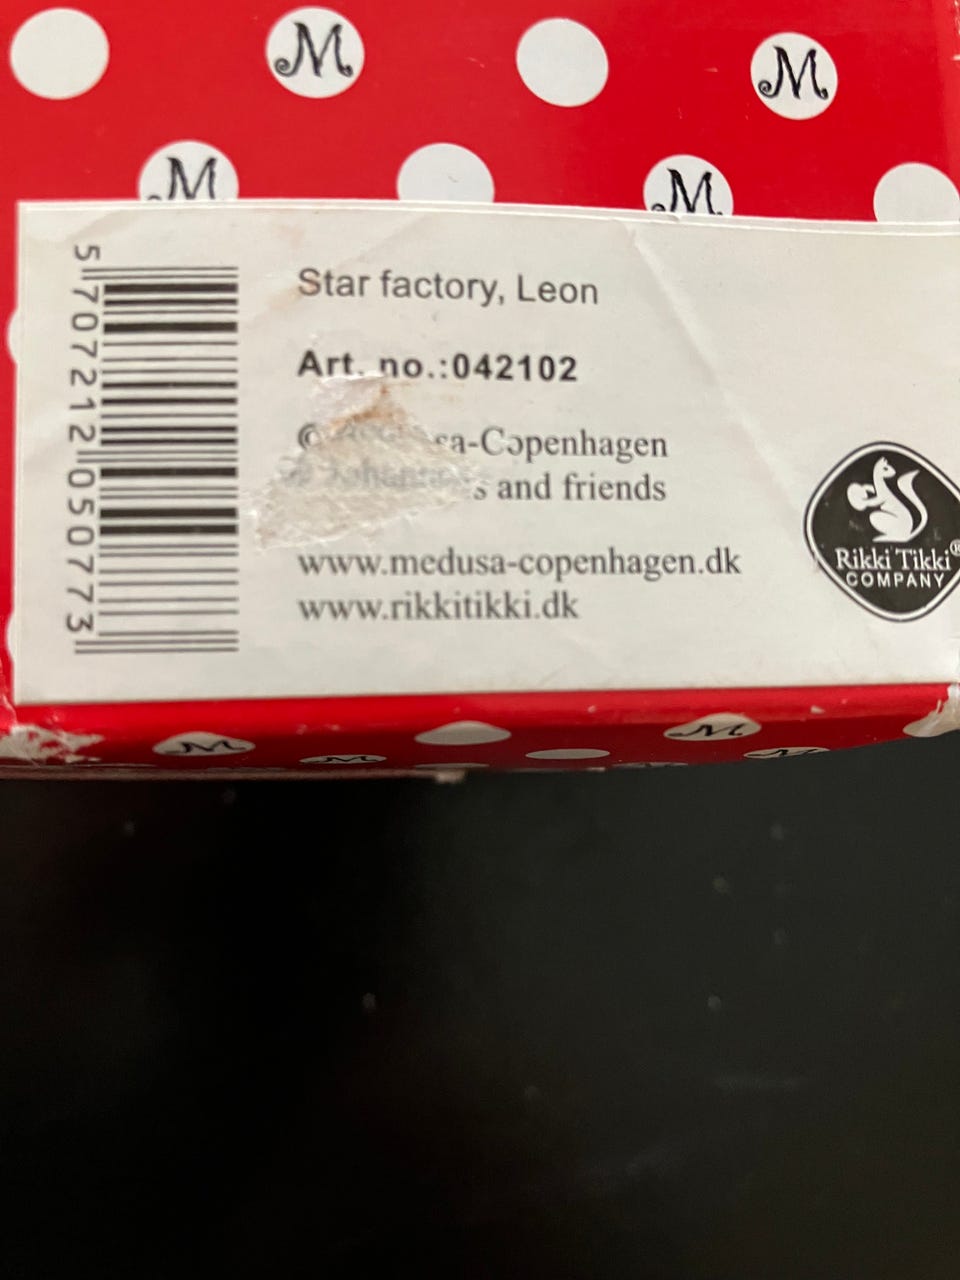 M
M
M
M
5707212050773
Star factory, Leon
Art. no.:042102
© sa-Copenhagen
and friends
www.medusa-copenhagen.dk
www.rikkitikki.dk
Rikki Tikki®
COMPANY
M
M
M
M